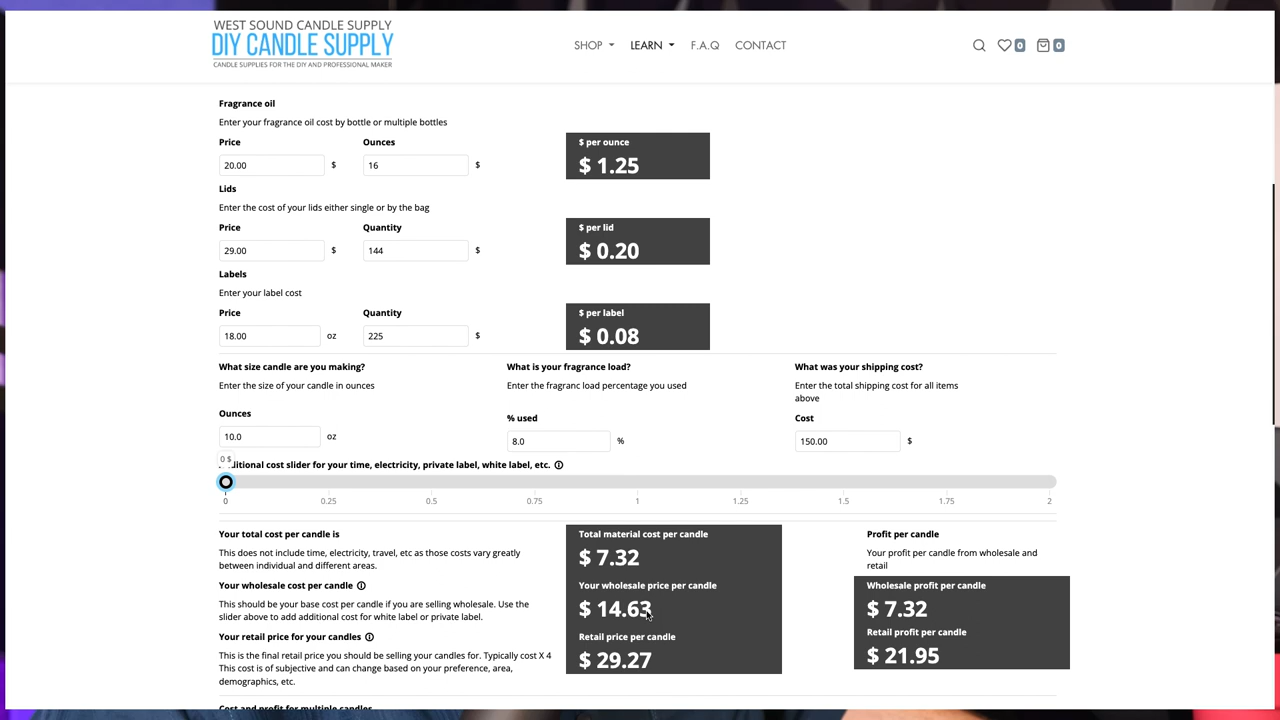 WEST SOUND CANDLE SUPPLY
DIY CANDLE SUPPLY
CANDLE SUPPLIES FOR THE DIY AND PROFESSIONAL MAKER
SHOP LEARN F.A.Q CONTACT
0 0
Fragrance oil
Enter your fragrance oil cost by bottle or multiple bottles
Price Ounces $ per ounce
20.00 $ 16 $ $ 1.25
Lids
Enter the cost of your lids either single or by the bag
Price Quantity $ per lid
29.00 $ 144 $ $ 0.20
Labels
Enter your label cost
Price Quantity $ per label
18.00 oz 225 $ $ 0.08
What size candle are you making? What is your fragrance load? What was your shipping cost?
Enter the size of your candle in ounces Enter the fragranc load percentage you used Enter the total shipping cost for all items
above
Ounces % used Cost
10.0 oz 8.0 % 150.00 $
0 $
itional cost slider for your time, electricity, private label, white label, etc.
0 0.25 0.5 0.75 1 1.25 1.5 1.75 2
Your total cost per candle is Total material cost per candle Profit per candle
This does not include time, electricity, travel, etc as those costs vary greatly $ 7.32 Your profit per candle from wholesale and
between individual and different areas. retail
Your wholesale cost per candle Your wholesale price per candle Wholesale profit per candle
This should be your base cost per candle if you are selling wholesale. Use the $ 14.63 $ 7.32
slider above to add additional cost for white label or private label.
Your retail price for your candles Retail price per candle Retail profit per candle
This is the final retail price you should be selling your candles for. Typically cost X 4 $ 29.27 $ 21.95
This cost is of subjective and can change based on your preference, area,
demographics, etc.
Cost and profit for multiple candles